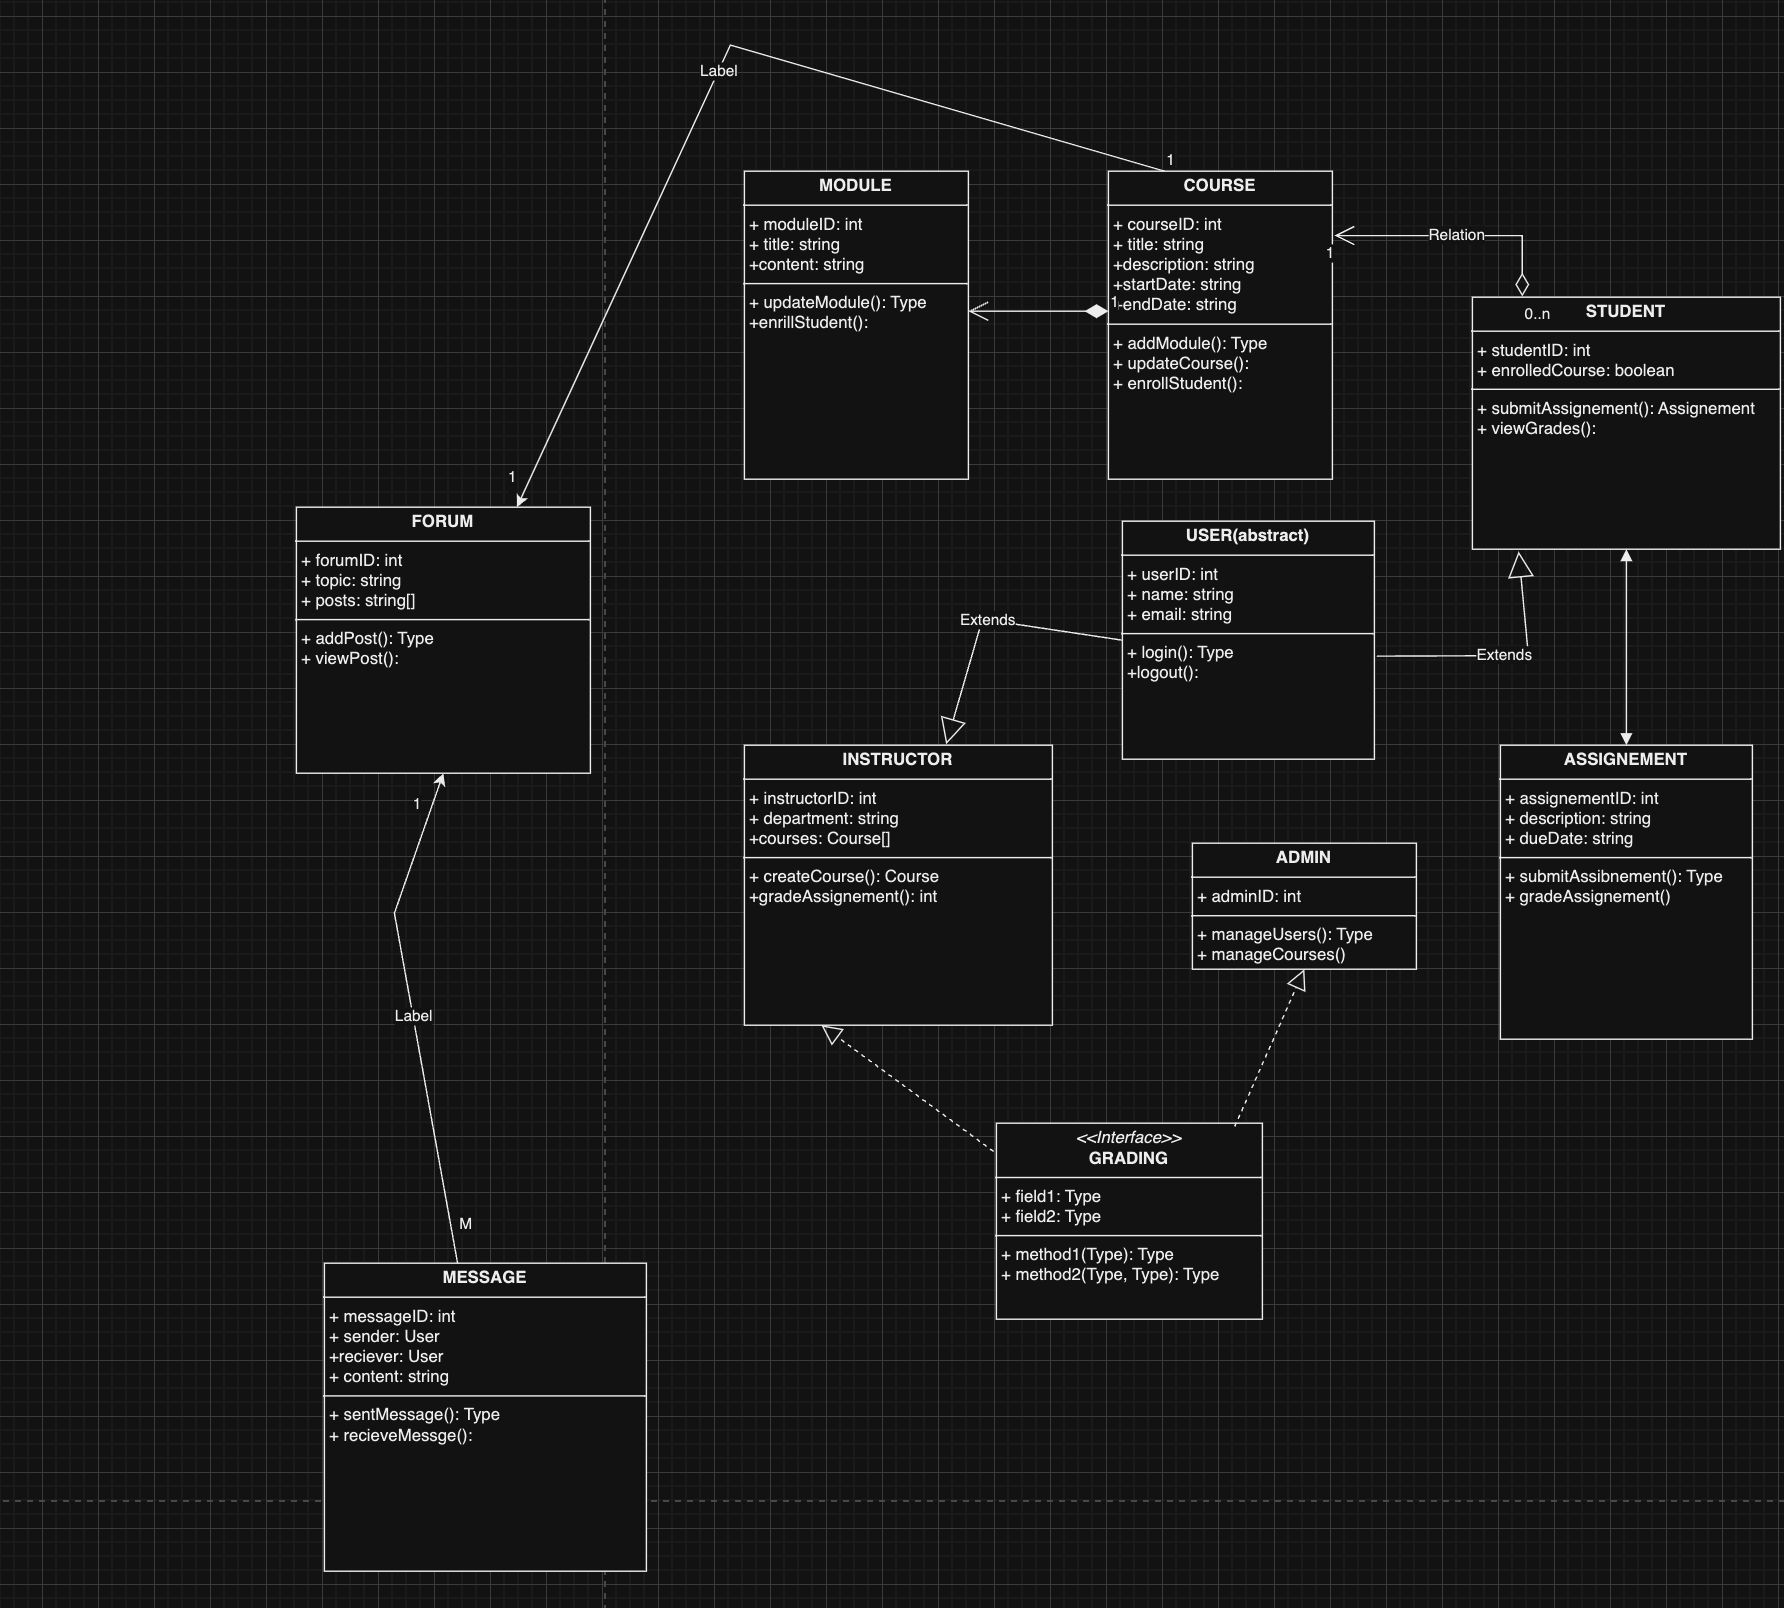 Label
1
MODULE
+ moduleID: int
+ title: string
+content: string
+ updateModule(): Type
+enrillStudent():
COURSE
+ courseID: int
+ title: string
+description: string
+startDate: string
+endDate: string
+ addModule(): Type
+ updateCourse():
+ enrollStudent():
1
1
Relation
0..n
STUDENT
+ studentID: int
+ enrolledCourse: boolean
+ submitAssignement(): Assignement
+ viewGrades():
1
FORUM
+ forumID: int
+ topic: string
+ posts: string[]
+ addPost(): Type
+ viewPost():
USER(abstract)
+ userID: int
+ name: string
+ email: string
+ login(): Type
+logout():
Extends
Extends
INSTRUCTOR
+ instructorID: int
+ department: string
+courses: Course[]
+ createCourse(): Course
+gradeAssignement(): int
ASSIGNEMENT
+ assignementID: int
+ description: string
+ dueDate: string
+ submitAssibnement(): Type
+ gradeAssignement()
1
ADMIN
+ adminID: int
+ manageUsers(): Type
+ manageCourses()
Label
M
<<Interface>>
GRADING
+ field1: Type
+ field2: Type
+ method1(Type): Type
+ method2(Type, Type): Type
MESSAGE
+ messageID: int
+ sender: User
+reciever: User
+ content: string
+ sentMessage(): Type
+ recieveMessge():